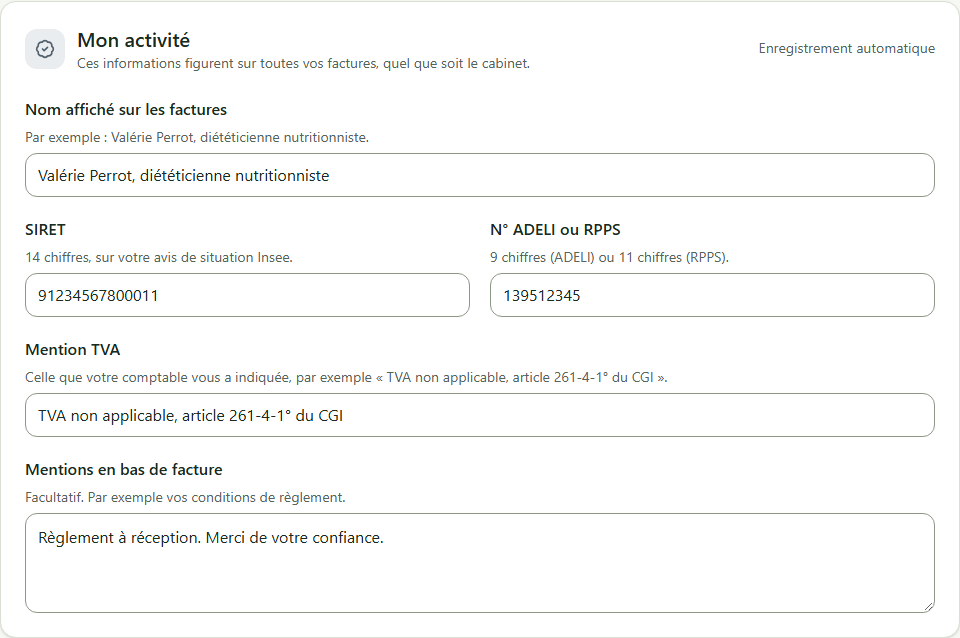 Mon activité
Ces informations figurent sur toutes vos factures, quel que soit le cabinet.
Enregistrement automatique
Nom affiché sur les factures
Par exemple : Valérie Perrot, diététicienne nutritionniste.
Valérie Perrot, diététicienne nutritionniste
SIRET
14 chiffres, sur votre avis de situation Insee.
91234567800011
N° ADELI ou RPPS
9 chiffres (ADELI) ou 11 chiffres (RPPS).
139512345
Mention TVA
Celle que votre comptable vous a indiquée, par exemple « TVA non applicable, article 261-4-1° du CGI ».
TVA non applicable, article 261-4-1° du CGI
Mentions en bas de facture
Facultatif. Par exemple vos conditions de règlement.
Règlement à réception. Merci de votre confiance.